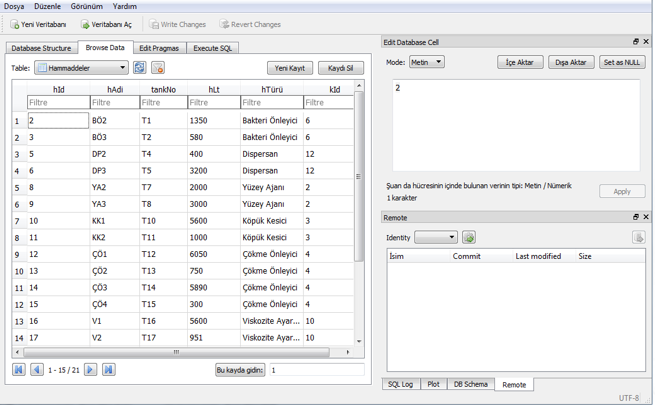 Dosya Düzenle Görünüm Yardım
Yeni Veritabanı Veritabanı Aç Write Changes Revert Changes
Database Structure Browse Data Edit Pragmas Execute SQL
Table: Hammaddeler Yeni Kayıt Kaydı Sil
hId hAdi tankNo hLt hTürü kId
Filtre Filtre Filtre Filtre Filtre Filtre
1 2 BÖ2 T1 1350 Bakteri Önleyici 6
2 3 BÖ3 T2 580 Bakteri Önleyici 6
3 5 DP2 T4 400 Dispersan 12
4 6 DP3 T5 3200 Dispersan 12
5 8 YA2 T7 2000 Yüzey Ajanı 2
6 9 YA3 T8 3000 Yüzey Ajanı 2
7 10 KK1 T10 5600 Köpük Kesici 3
8 11 KK2 T11 1000 Köpük Kesici 3
9 12 ÇÖ1 T12 6050 Çökme Önleyici 4
10 13 ÇÖ2 T13 750 Çökme Önleyici 4
11 14 ÇÖ3 T14 5890 Çökme Önleyici 4
12 15 ÇÖ4 T15 300 Çökme Önleyici 4
13 16 V1 T16 5600 Viskozite Ayar... 10
14 17 V2 T17 951 Viskozite Ayar... 10
1 - 15 / 21 Bu kayda gidin: 1
Edit Database Cell
Mode: Metin İçe Aktar Dışa Aktar Set as NULL
2
Şuan da hücresinin içinde bulunan verinin tipi: Metin / Nümerik
1 karakter
Apply
Remote
Identity
İsim Commit Last modified Size
SQL Log Plot DB Schema Remote
UTF-8